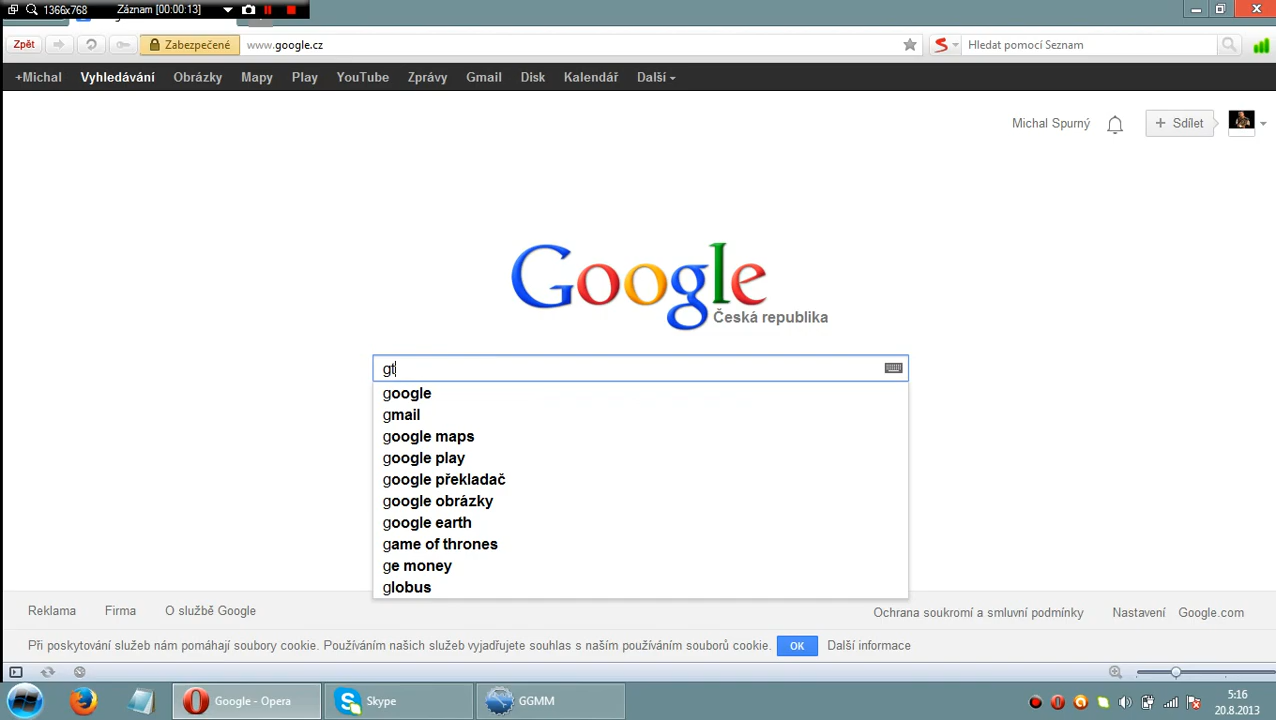 1366x768 Záznam [00:00:13]
Zpět Zabezpečené www.google.cz Hledat pomocí Seznam
+Michal Vyhledávání Obrázky Mapy Play YouTube Zprávy Gmail Disk Kalendář Další
Michal Spurný + Sdílet
Google
Česká republika
gt
google
gmail
google maps
google play
google překladač
google obrázky
google earth
game of thrones
ge money
globus
Reklama Firma O službě Google Ochrana soukromí a smluvní podmínky Nastavení Google.com
Při poskytování služeb nám pomáhají soubory cookie. Používáním našich služeb vyjadřujete souhlas s naším používáním souborů cookie. OK Další informace
Google - Opera Skype GGMM 5:16
20.8.2013